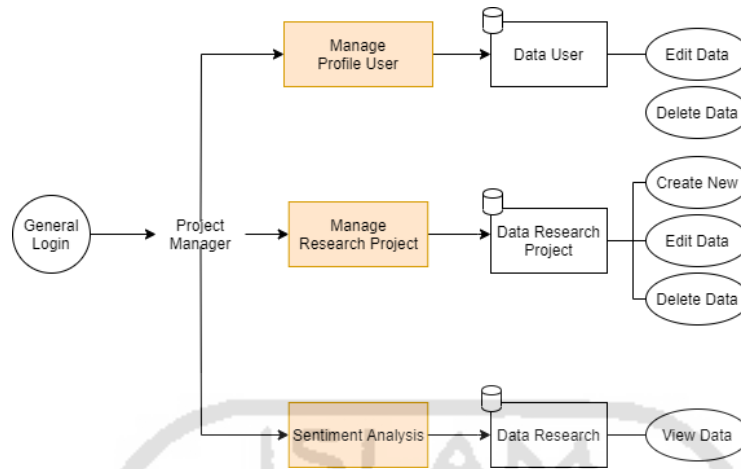 Manage
Profile User
Data User
Edit Data
Delete Data
General
Login
Project
Manager
Manage
Research Project
Data Research
Project
Create New
Edit Data
Delete Data
Sentiment Analysis
Data Research
View Data
ISLAM